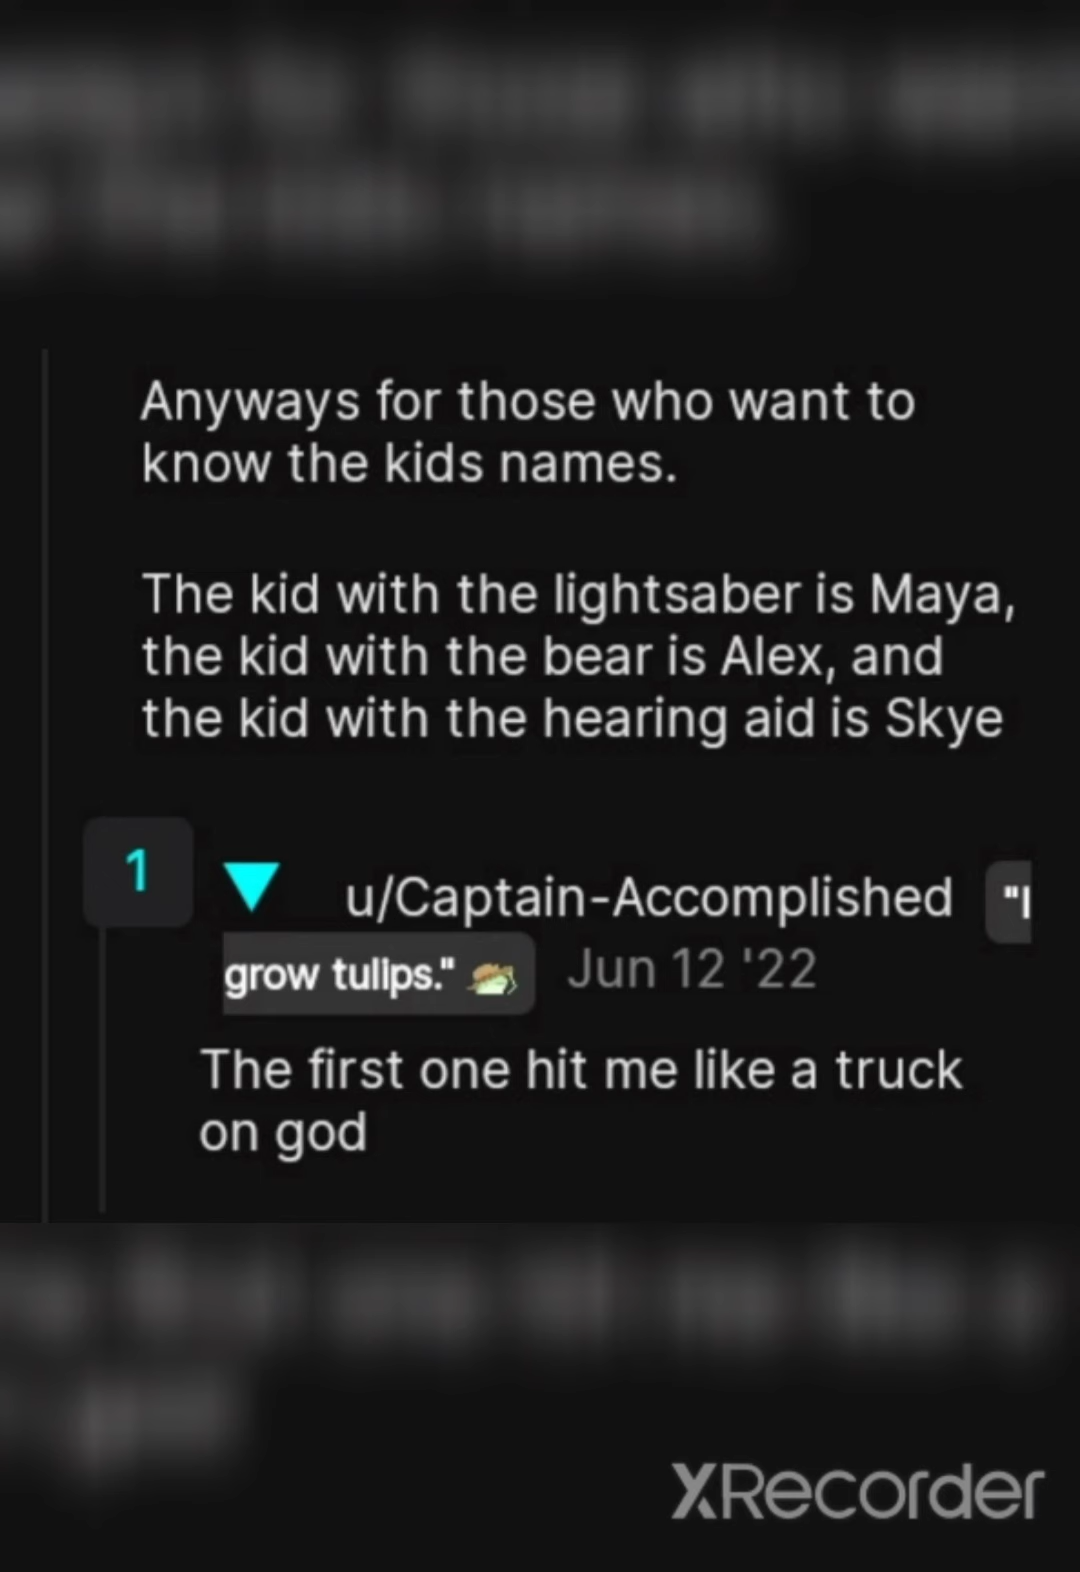 Anyways for those who want to
know the kids names.
The kid with the lightsaber is Maya,
the kid with the bear is Alex, and
the kid with the hearing aid is Skye
1 u/Captain-Accomplished "I
grow tulips." Jun 12 '22
The first one hit me like a truck
on god
XRecorder